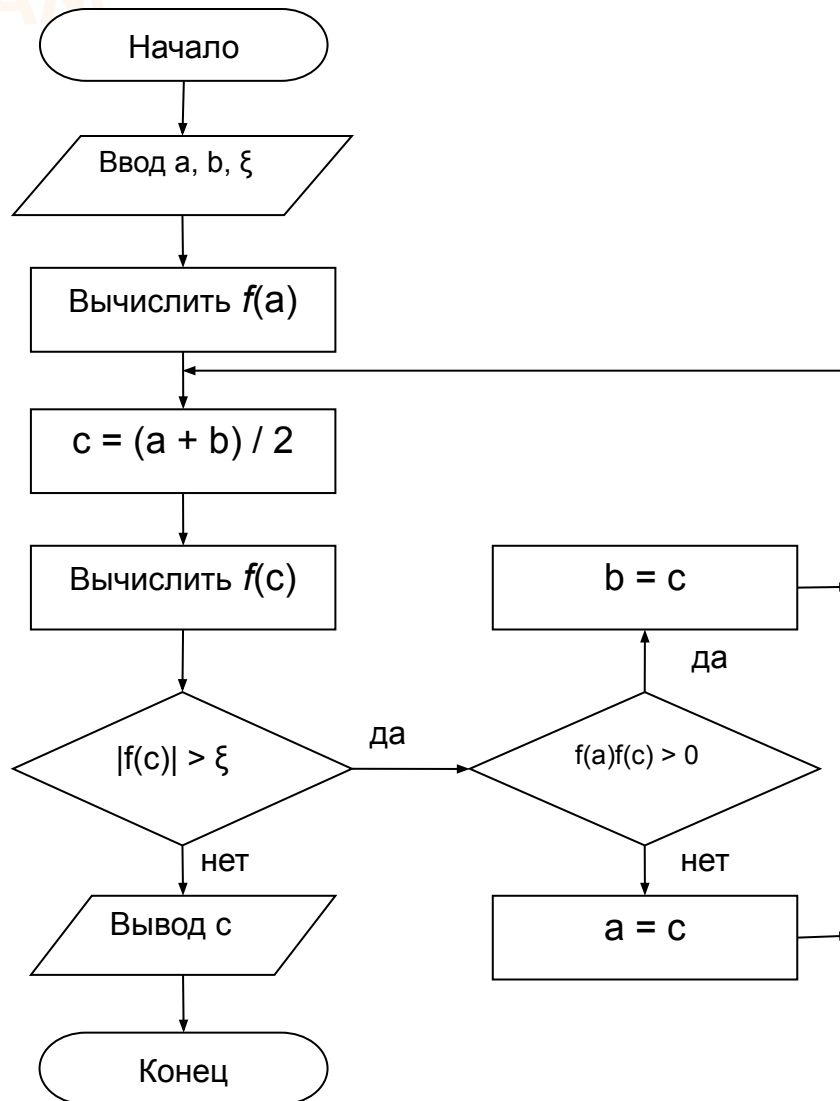 Начало
Ввод a, b, ξ
Вычислить f(a)
c = (a + b) / 2
Вычислить f(c)
|f(c)| > ξ
да
нет
Вывод c
Конец
f(a)f(c) > 0
да
b = c
нет
a = c